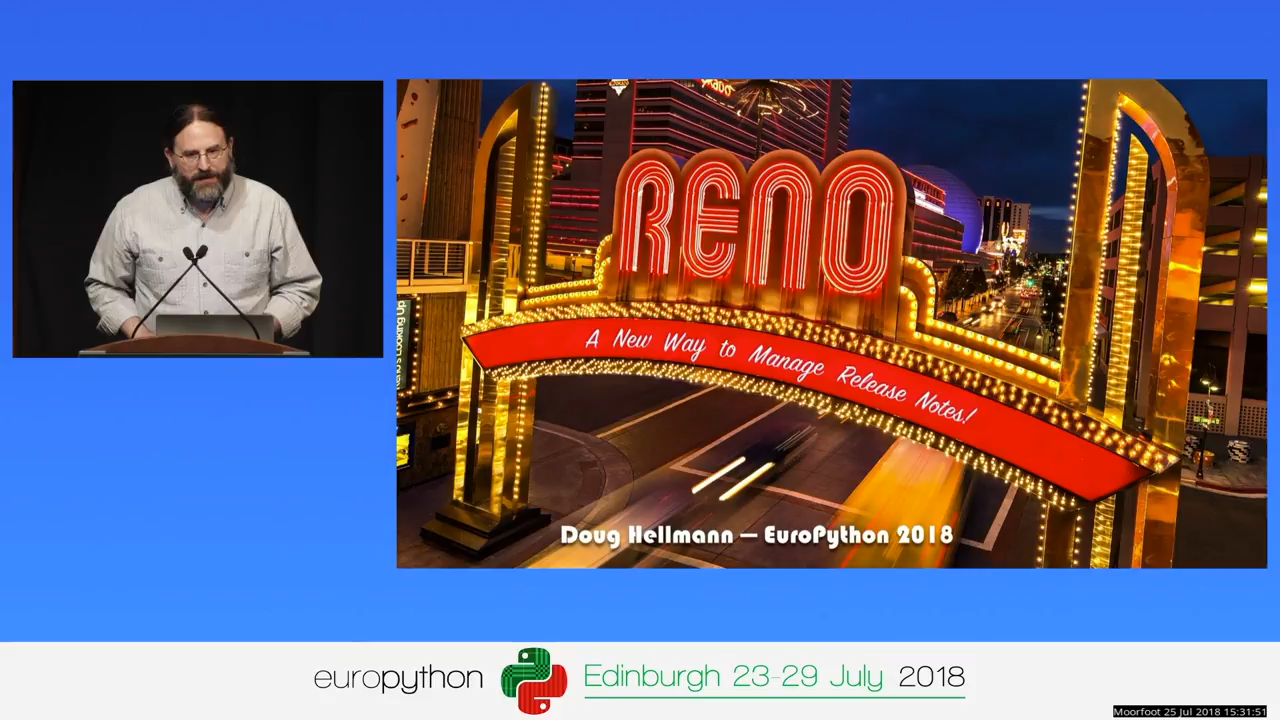 RENO
A New Way to Manage Release Notes!
Doug Hellmann — EuroPython 2018
europython
Edinburgh 23-29 July 2018
Moorfoot 25 Jul 2018 15:31:51